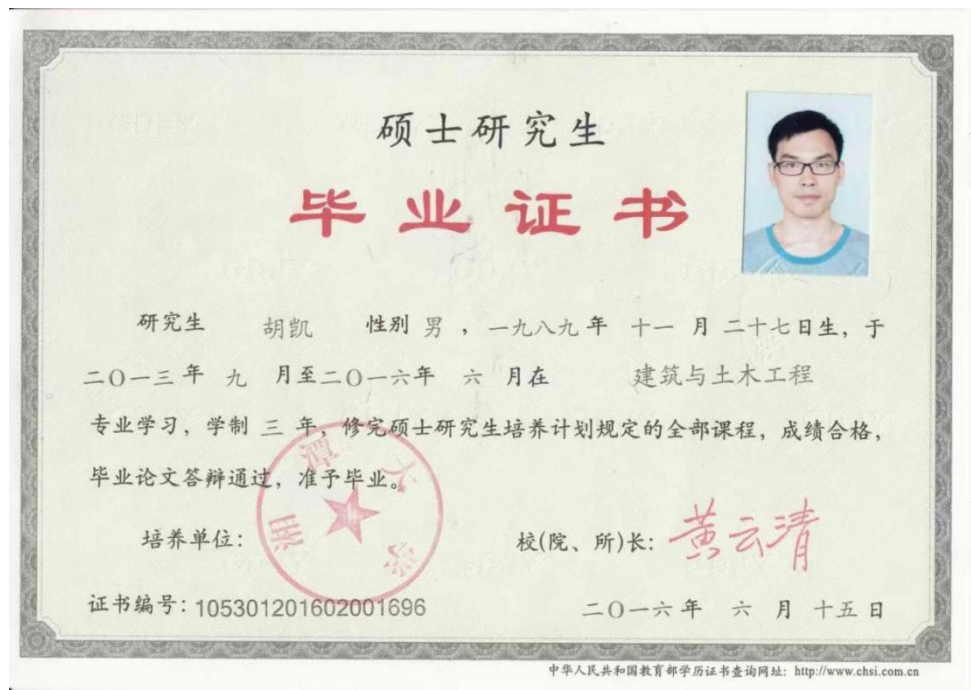 硕士研究生
毕业证书
研究生 胡凯 性别 男，一九八九年 十一 月 二十七日生，于
二〇一三年 九 月至二〇一六年 六 月在 建筑与土木工程
专业学习，学制 三 年，修完硕士研究生培养计划规定的全部课程，成绩合格，
毕业论文答辩通过，准予毕业。
湘潭大学
培养单位： 校(院、所)长：黄云清
证书编号：105301201602001696 二〇一六年 六 月 十五日
中华人民共和国教育部学历证书查询网址：http://www.chsi.com.cn